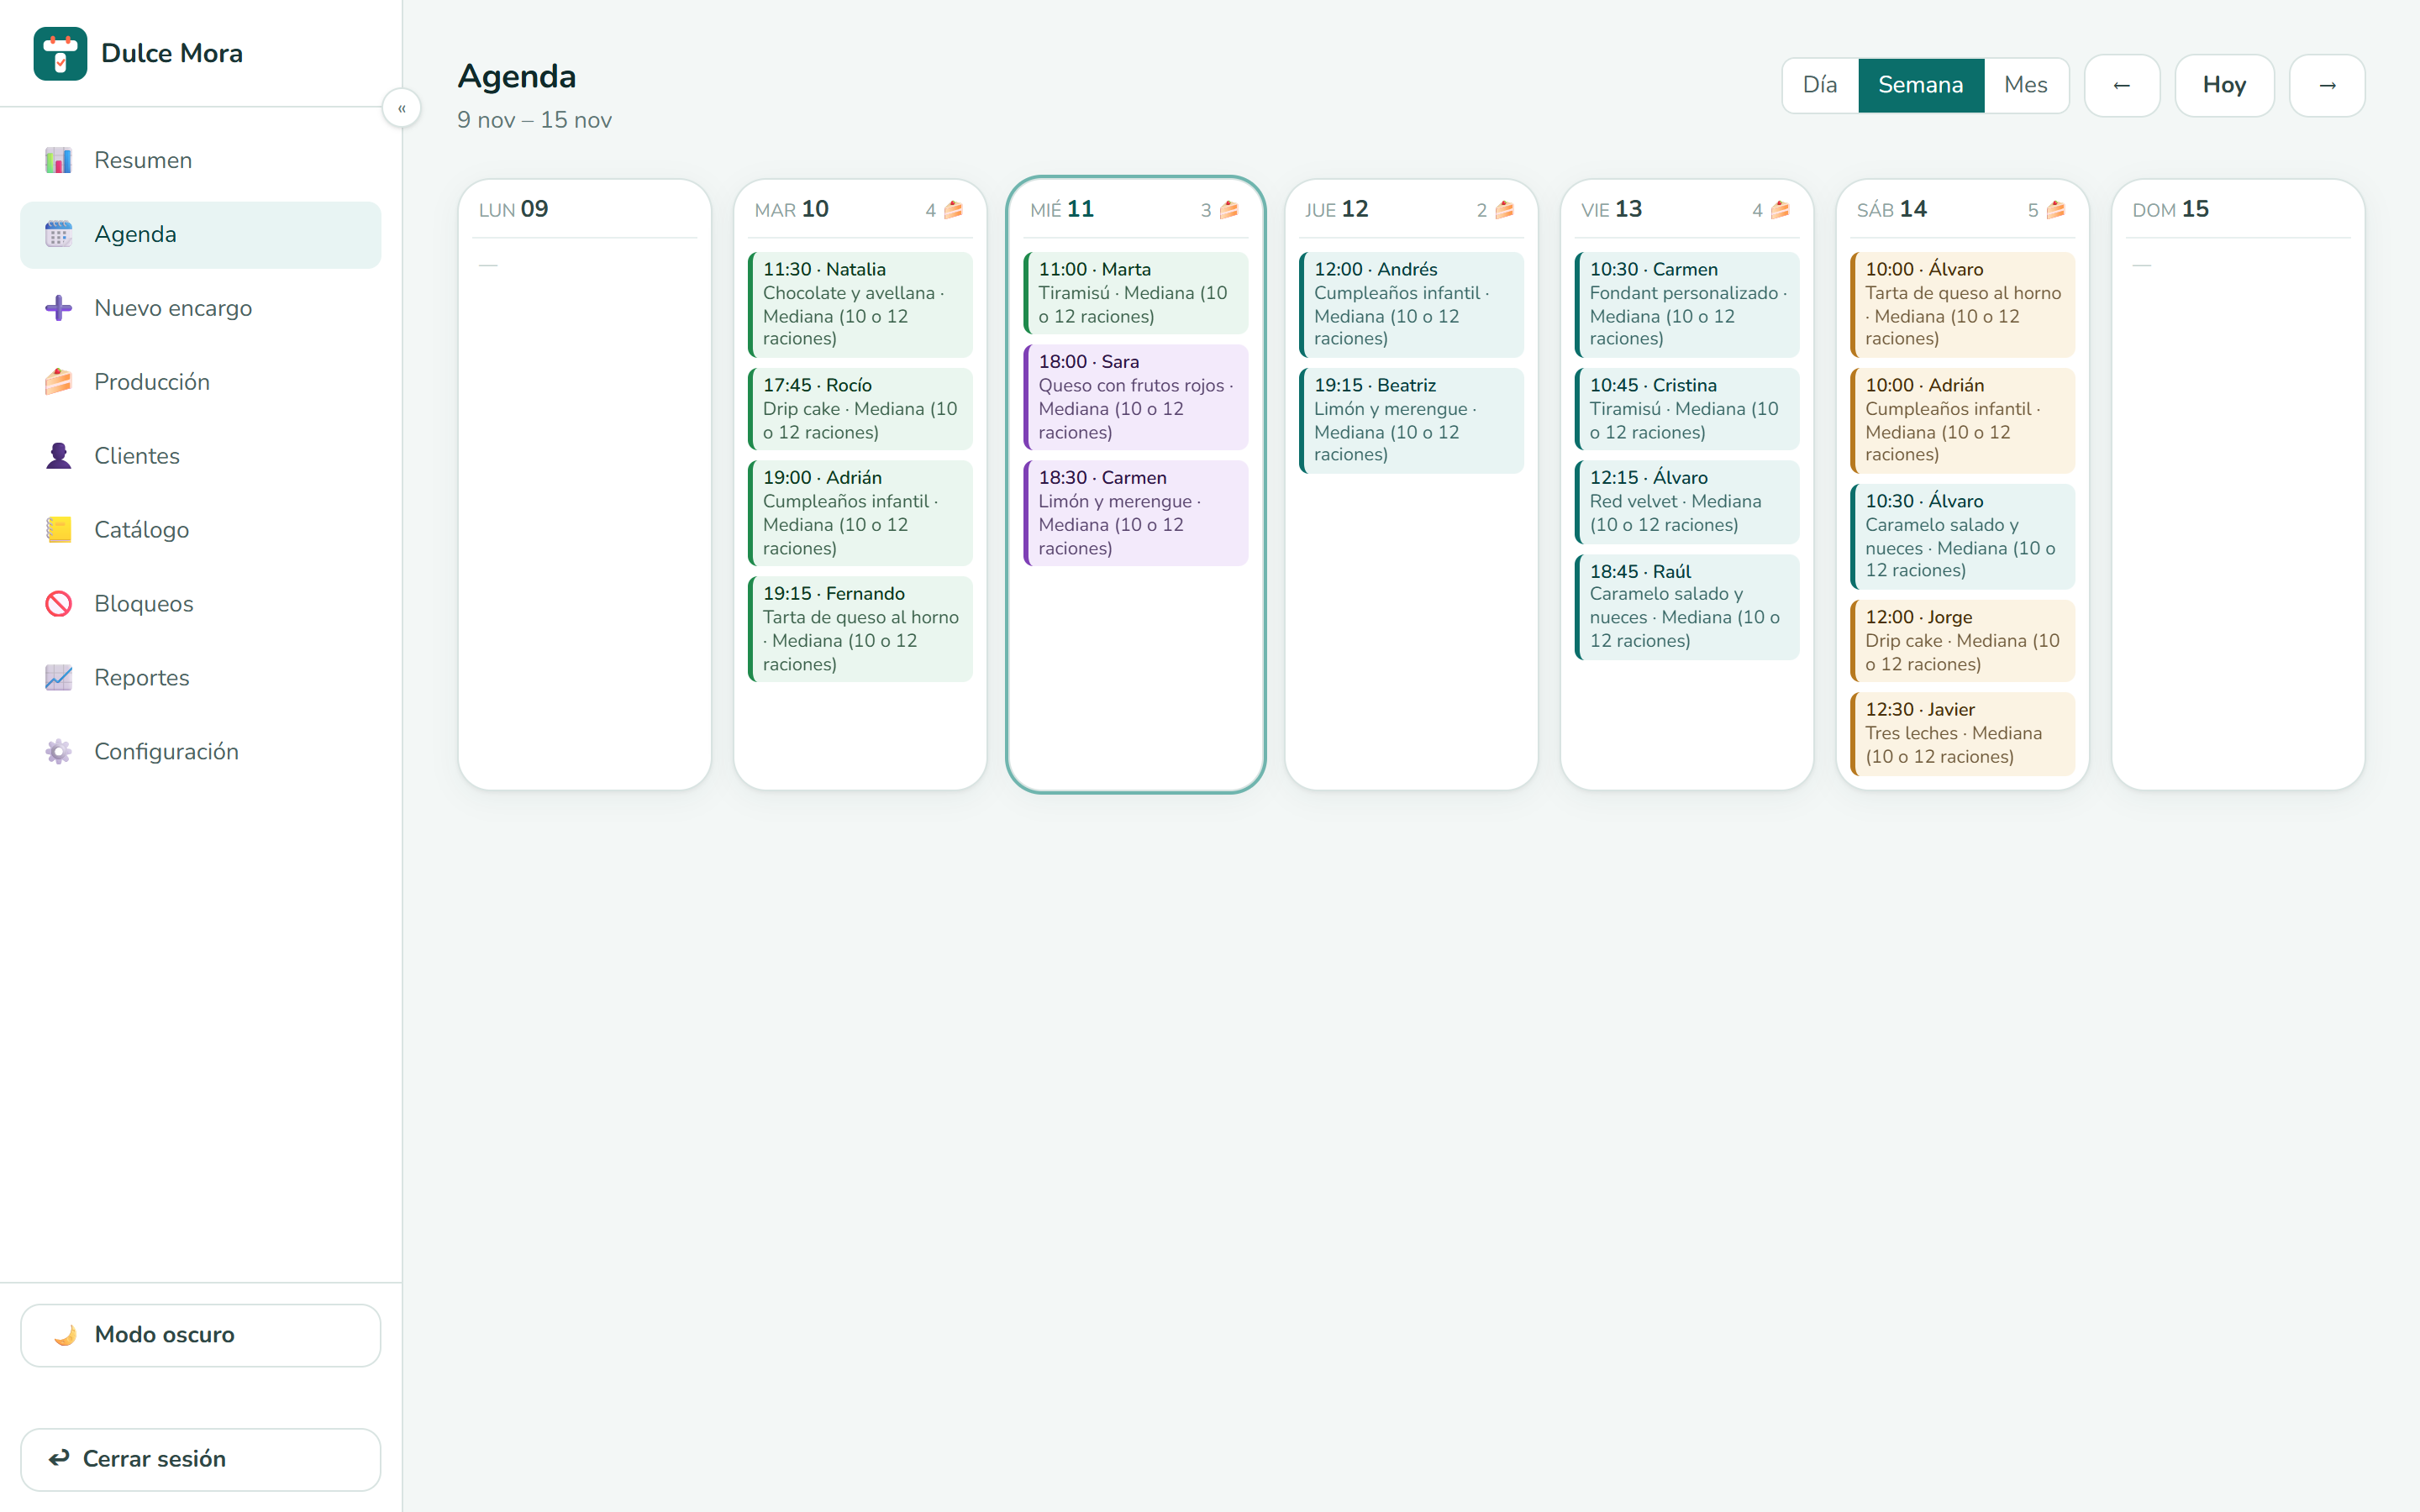 Dulce Mora
«
Resumen
Agenda
Nuevo encargo
Producción
Clientes
Catálogo
Bloqueos
Reportes
Configuración
Modo oscuro
Cerrar sesión
Agenda
9 nov – 15 nov
Día
Semana
Mes
←
Hoy
→
LUN 09
—
MAR 10 4
11:30 · Natalia
Chocolate y avellana ·
Mediana (10 o 12
raciones)
17:45 · Rocío
Drip cake · Mediana (10
o 12 raciones)
19:00 · Adrián
Cumpleaños infantil ·
Mediana (10 o 12
raciones)
19:15 · Fernando
Tarta de queso al horno
· Mediana (10 o 12
raciones)
MIÉ 11 3
11:00 · Marta
Tiramisú · Mediana (10
o 12 raciones)
18:00 · Sara
Queso con frutos rojos ·
Mediana (10 o 12
raciones)
18:30 · Carmen
Limón y merengue ·
Mediana (10 o 12
raciones)
JUE 12 2
12:00 · Andrés
Cumpleaños infantil ·
Mediana (10 o 12
raciones)
19:15 · Beatriz
Limón y merengue ·
Mediana (10 o 12
raciones)
VIE 13 4
10:30 · Carmen
Fondant personalizado ·
Mediana (10 o 12
raciones)
10:45 · Cristina
Tiramisú · Mediana (10
o 12 raciones)
12:15 · Álvaro
Red velvet · Mediana
(10 o 12 raciones)
18:45 · Raúl
Caramelo salado y
nueces · Mediana (10 o
12 raciones)
SÁB 14 5
10:00 · Álvaro
Tarta de queso al horno
· Mediana (10 o 12
raciones)
10:00 · Adrián
Cumpleaños infantil ·
Mediana (10 o 12
raciones)
10:30 · Álvaro
Caramelo salado y
nueces · Mediana (10 o
12 raciones)
12:00 · Jorge
Drip cake · Mediana (10
o 12 raciones)
12:30 · Javier
Tres leches · Mediana
(10 o 12 raciones)
DOM 15
—